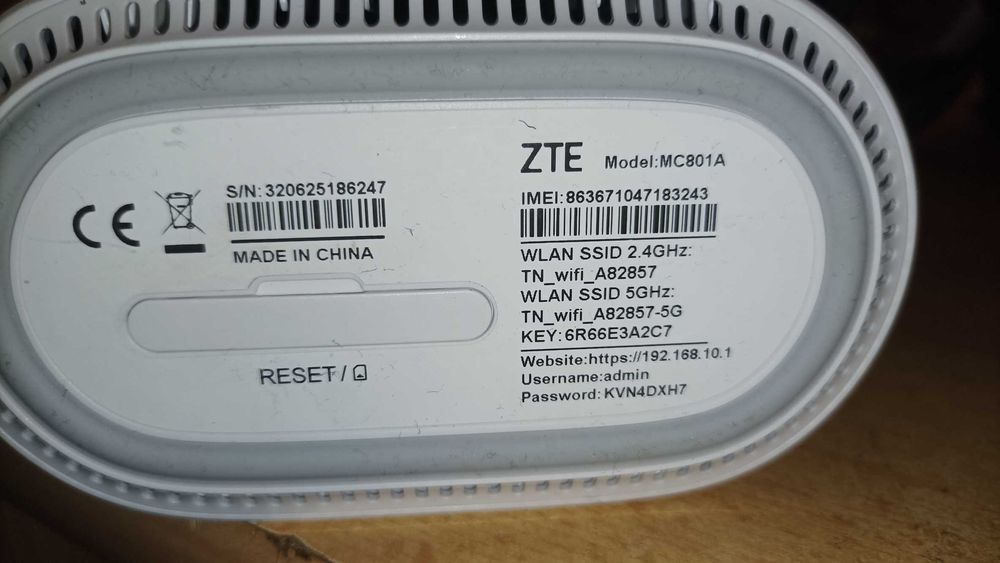 S/N: 320625186247
MADE IN CHINA
RESET /
ZTE Model:MC801A
IMEI:863671047183243
WLAN SSID 2.4GHz:
TN_wifi_A82857
WLAN SSID 5GHz:
TN_wifi_A82857-5G
KEY:6R66E3A2C7
Website:https://192.168.10.1
Username:admin
Password: KVN4DXH7